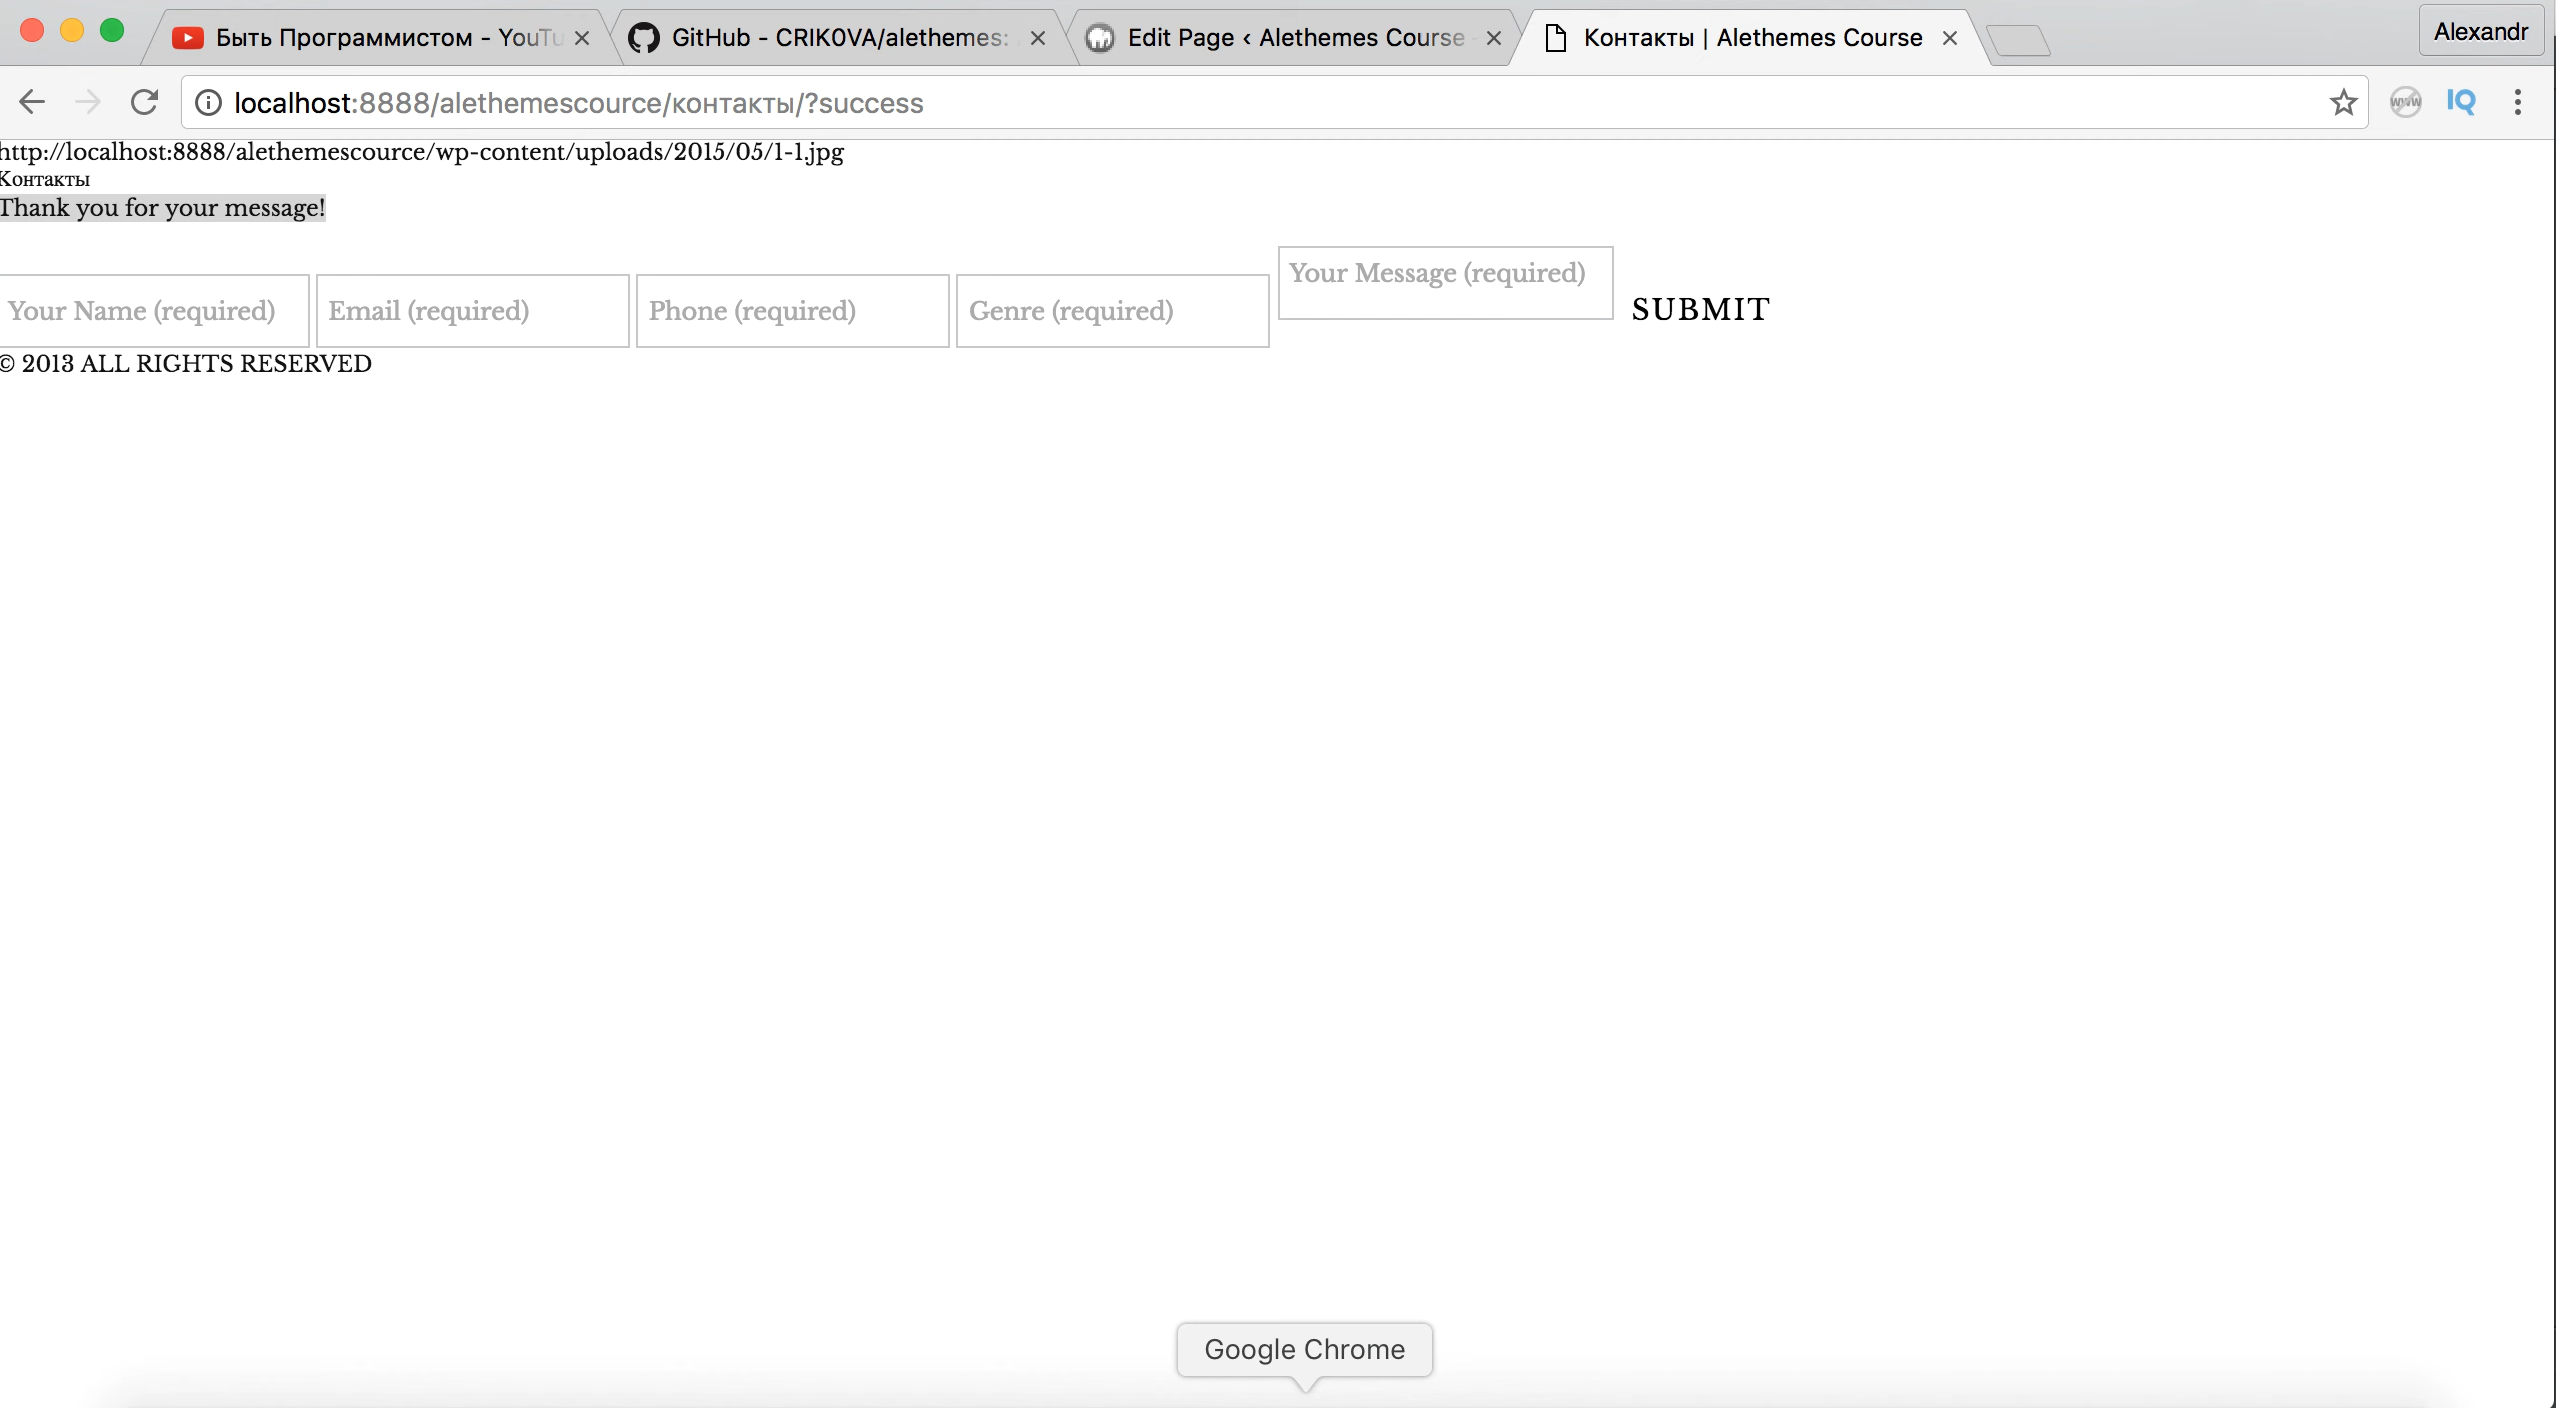 Быть Программистом - YouTu
GitHub - CRIK0VA/alethemes:
Edit Page ‹ Alethemes Course -
Контакты | Alethemes Course
Alexandr
localhost:8888/alethemescource/контакты/?success
www
IQ
http://localhost:8888/alethemescource/wp-content/uploads/2015/05/1-1.jpg
Контакты
Thank you for your message!
Your Name (required)
Email (required)
Phone (required)
Genre (required)
Your Message (required)
SUBMIT
© 2013 ALL RIGHTS RESERVED
Google Chrome